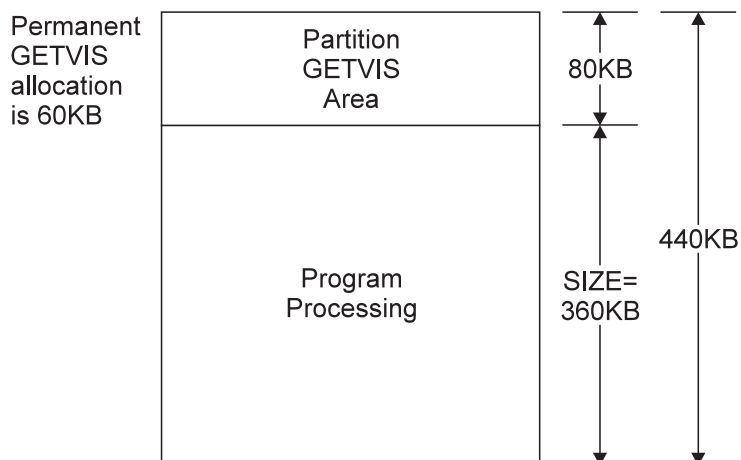 Permanent
GETVIS
allocation
is 60KB
Partition
GETVIS
Area
80KB
440KB
Program
Processing
SIZE=
360KB